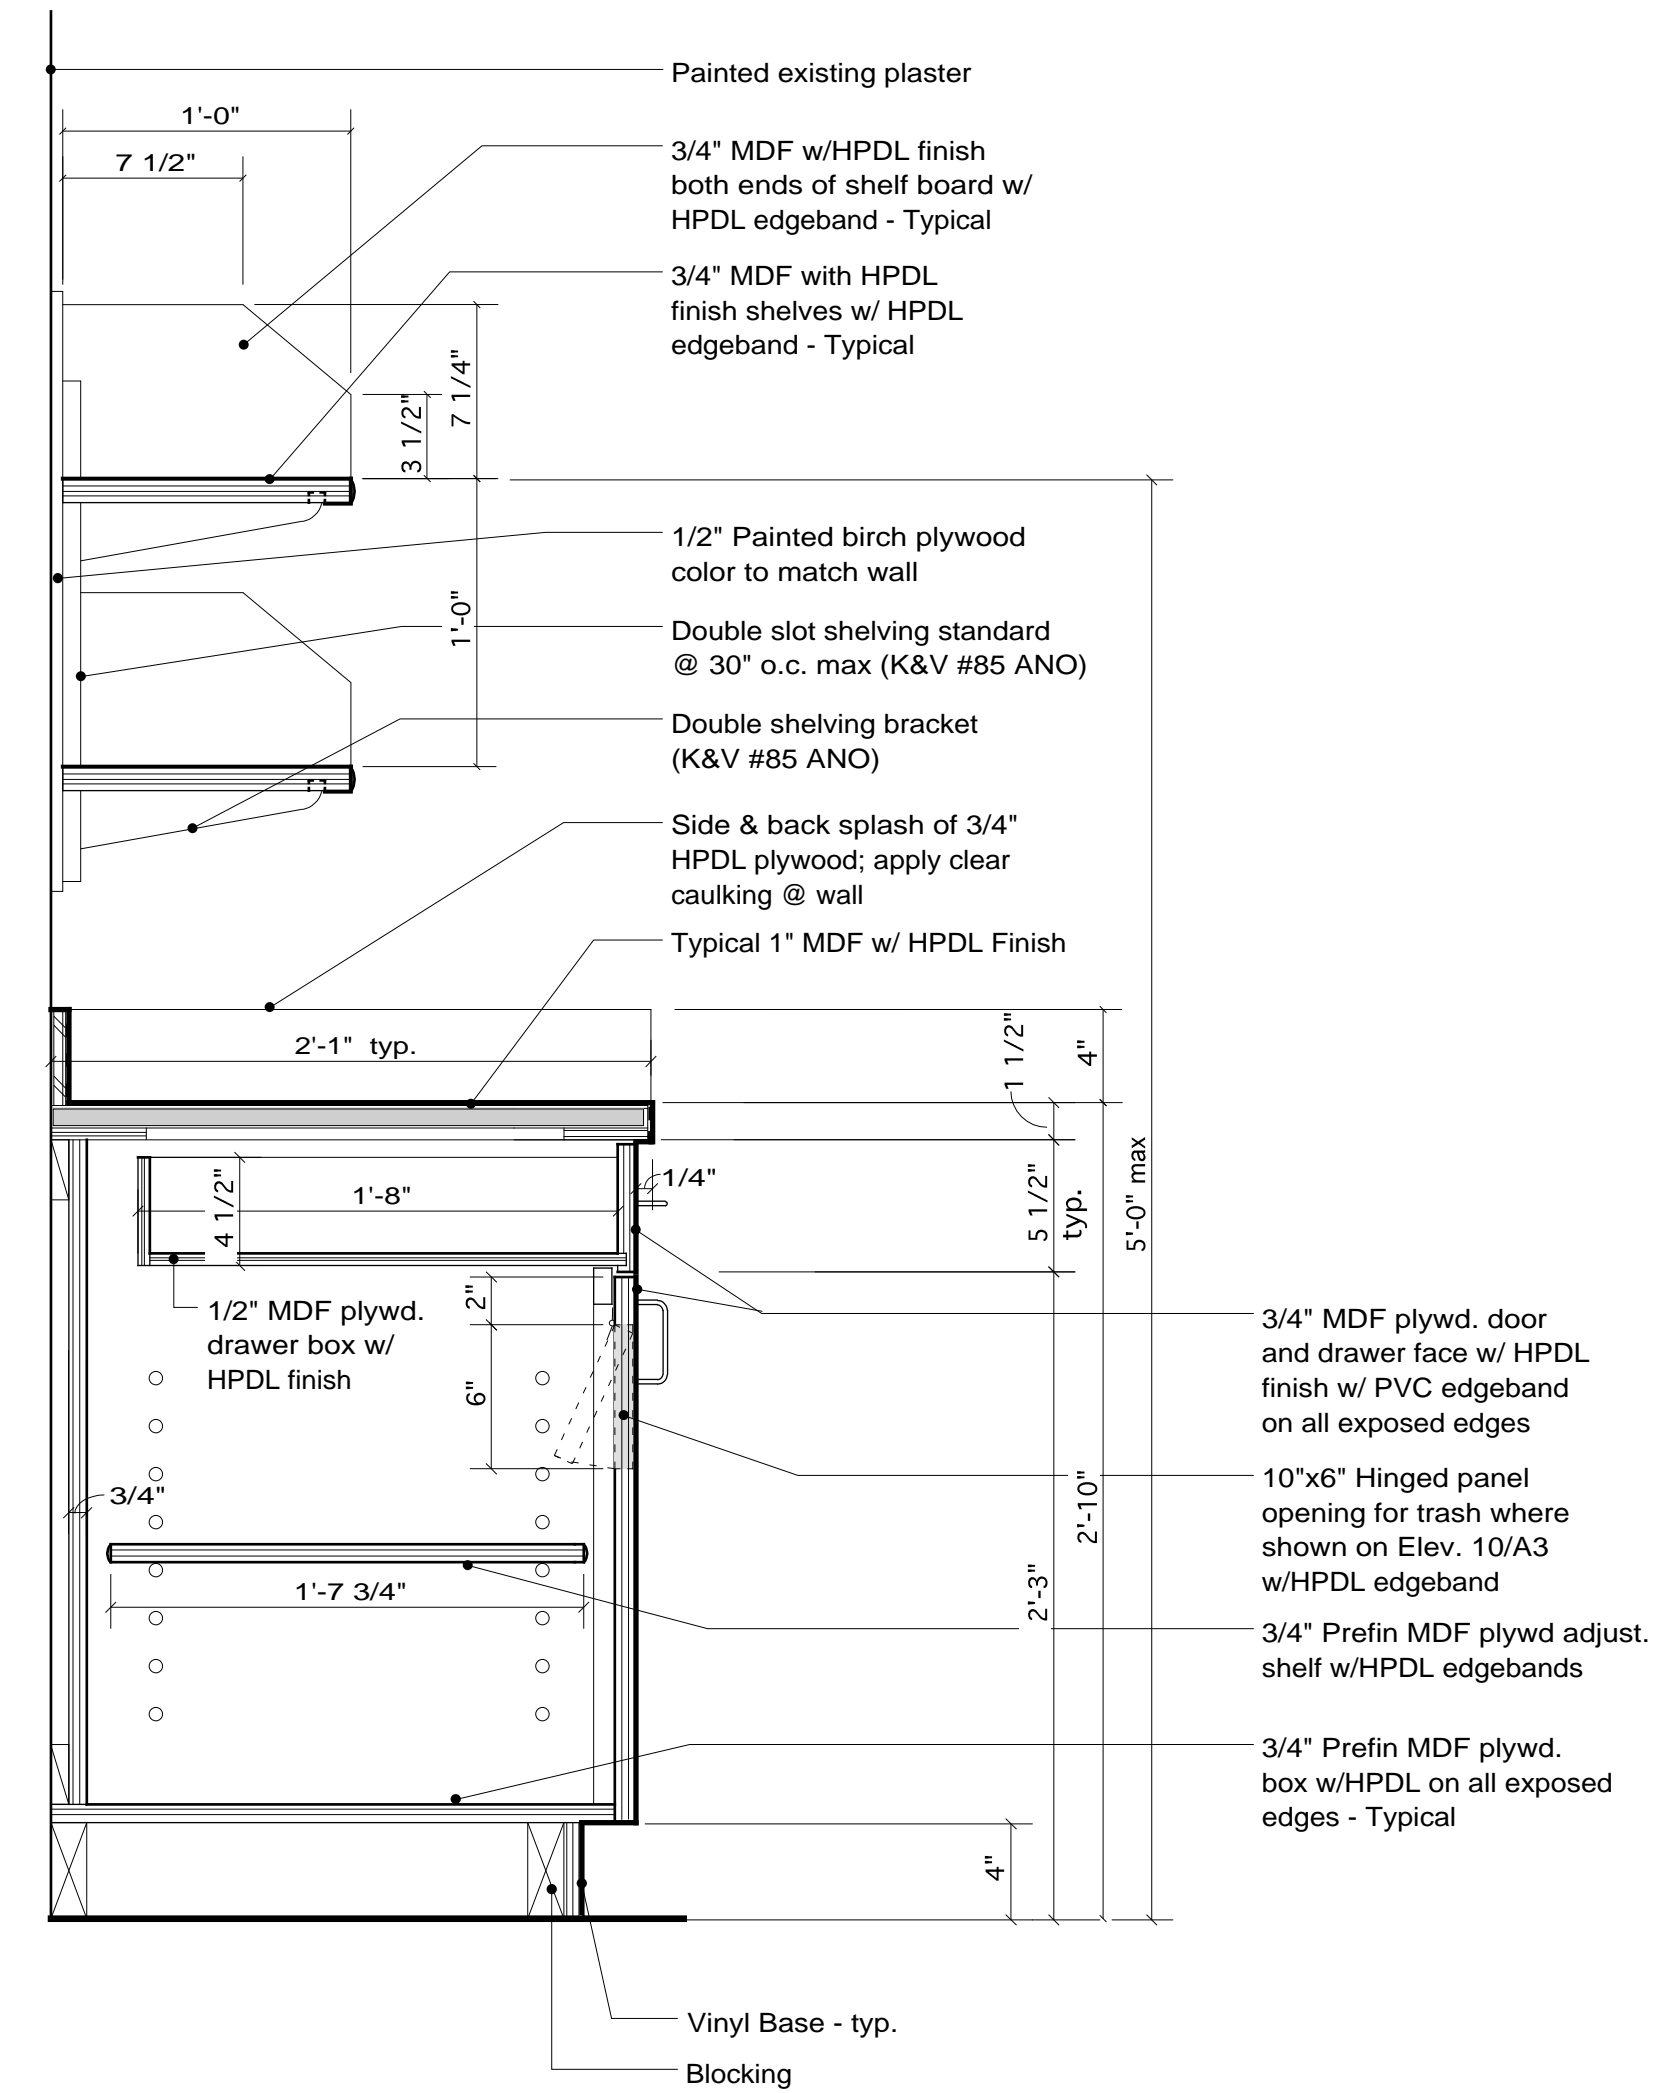 Painted existing plaster
1'-0"
7 1/2"
3/4" MDF w/HPDL finish
both ends of shelf board w/
HPDL edgeband - Typical
3/4" MDF with HPDL
finish shelves w/ HPDL
edgeband - Typical
7 1/4"
3 1/2"
1/2" Painted birch plywood
color to match wall
1'-0"
Double slot shelving standard
@ 30" o.c. max (K&V #85 ANO)
Double shelving bracket
(K&V #85 ANO)
Side & back splash of 3/4"
HPDL plywood; apply clear
caulking @ wall
Typical 1" MDF w/ HPDL Finish
2'-1" typ.
1 1/2"
4"
5'-0" max
1/4"
4 1/2"
1'-8"
5 1/2"
typ.
1/2" MDF plywd.
drawer box w/
HPDL finish
2"
6"
3/4" MDF plywd. door
and drawer face w/ HPDL
finish w/ PVC edgeband
on all exposed edges
3/4"
2'-10"
10"x6" Hinged panel
opening for trash where
shown on Elev. 10/A3
w/HPDL edgeband
1'-7 3/4"
2'-3"
3/4" Prefin MDF plywd adjust.
shelf w/HPDL edgebands
3/4" Prefin MDF plywd.
box w/HPDL on all exposed
edges - Typical
4"
Vinyl Base - typ.
Blocking